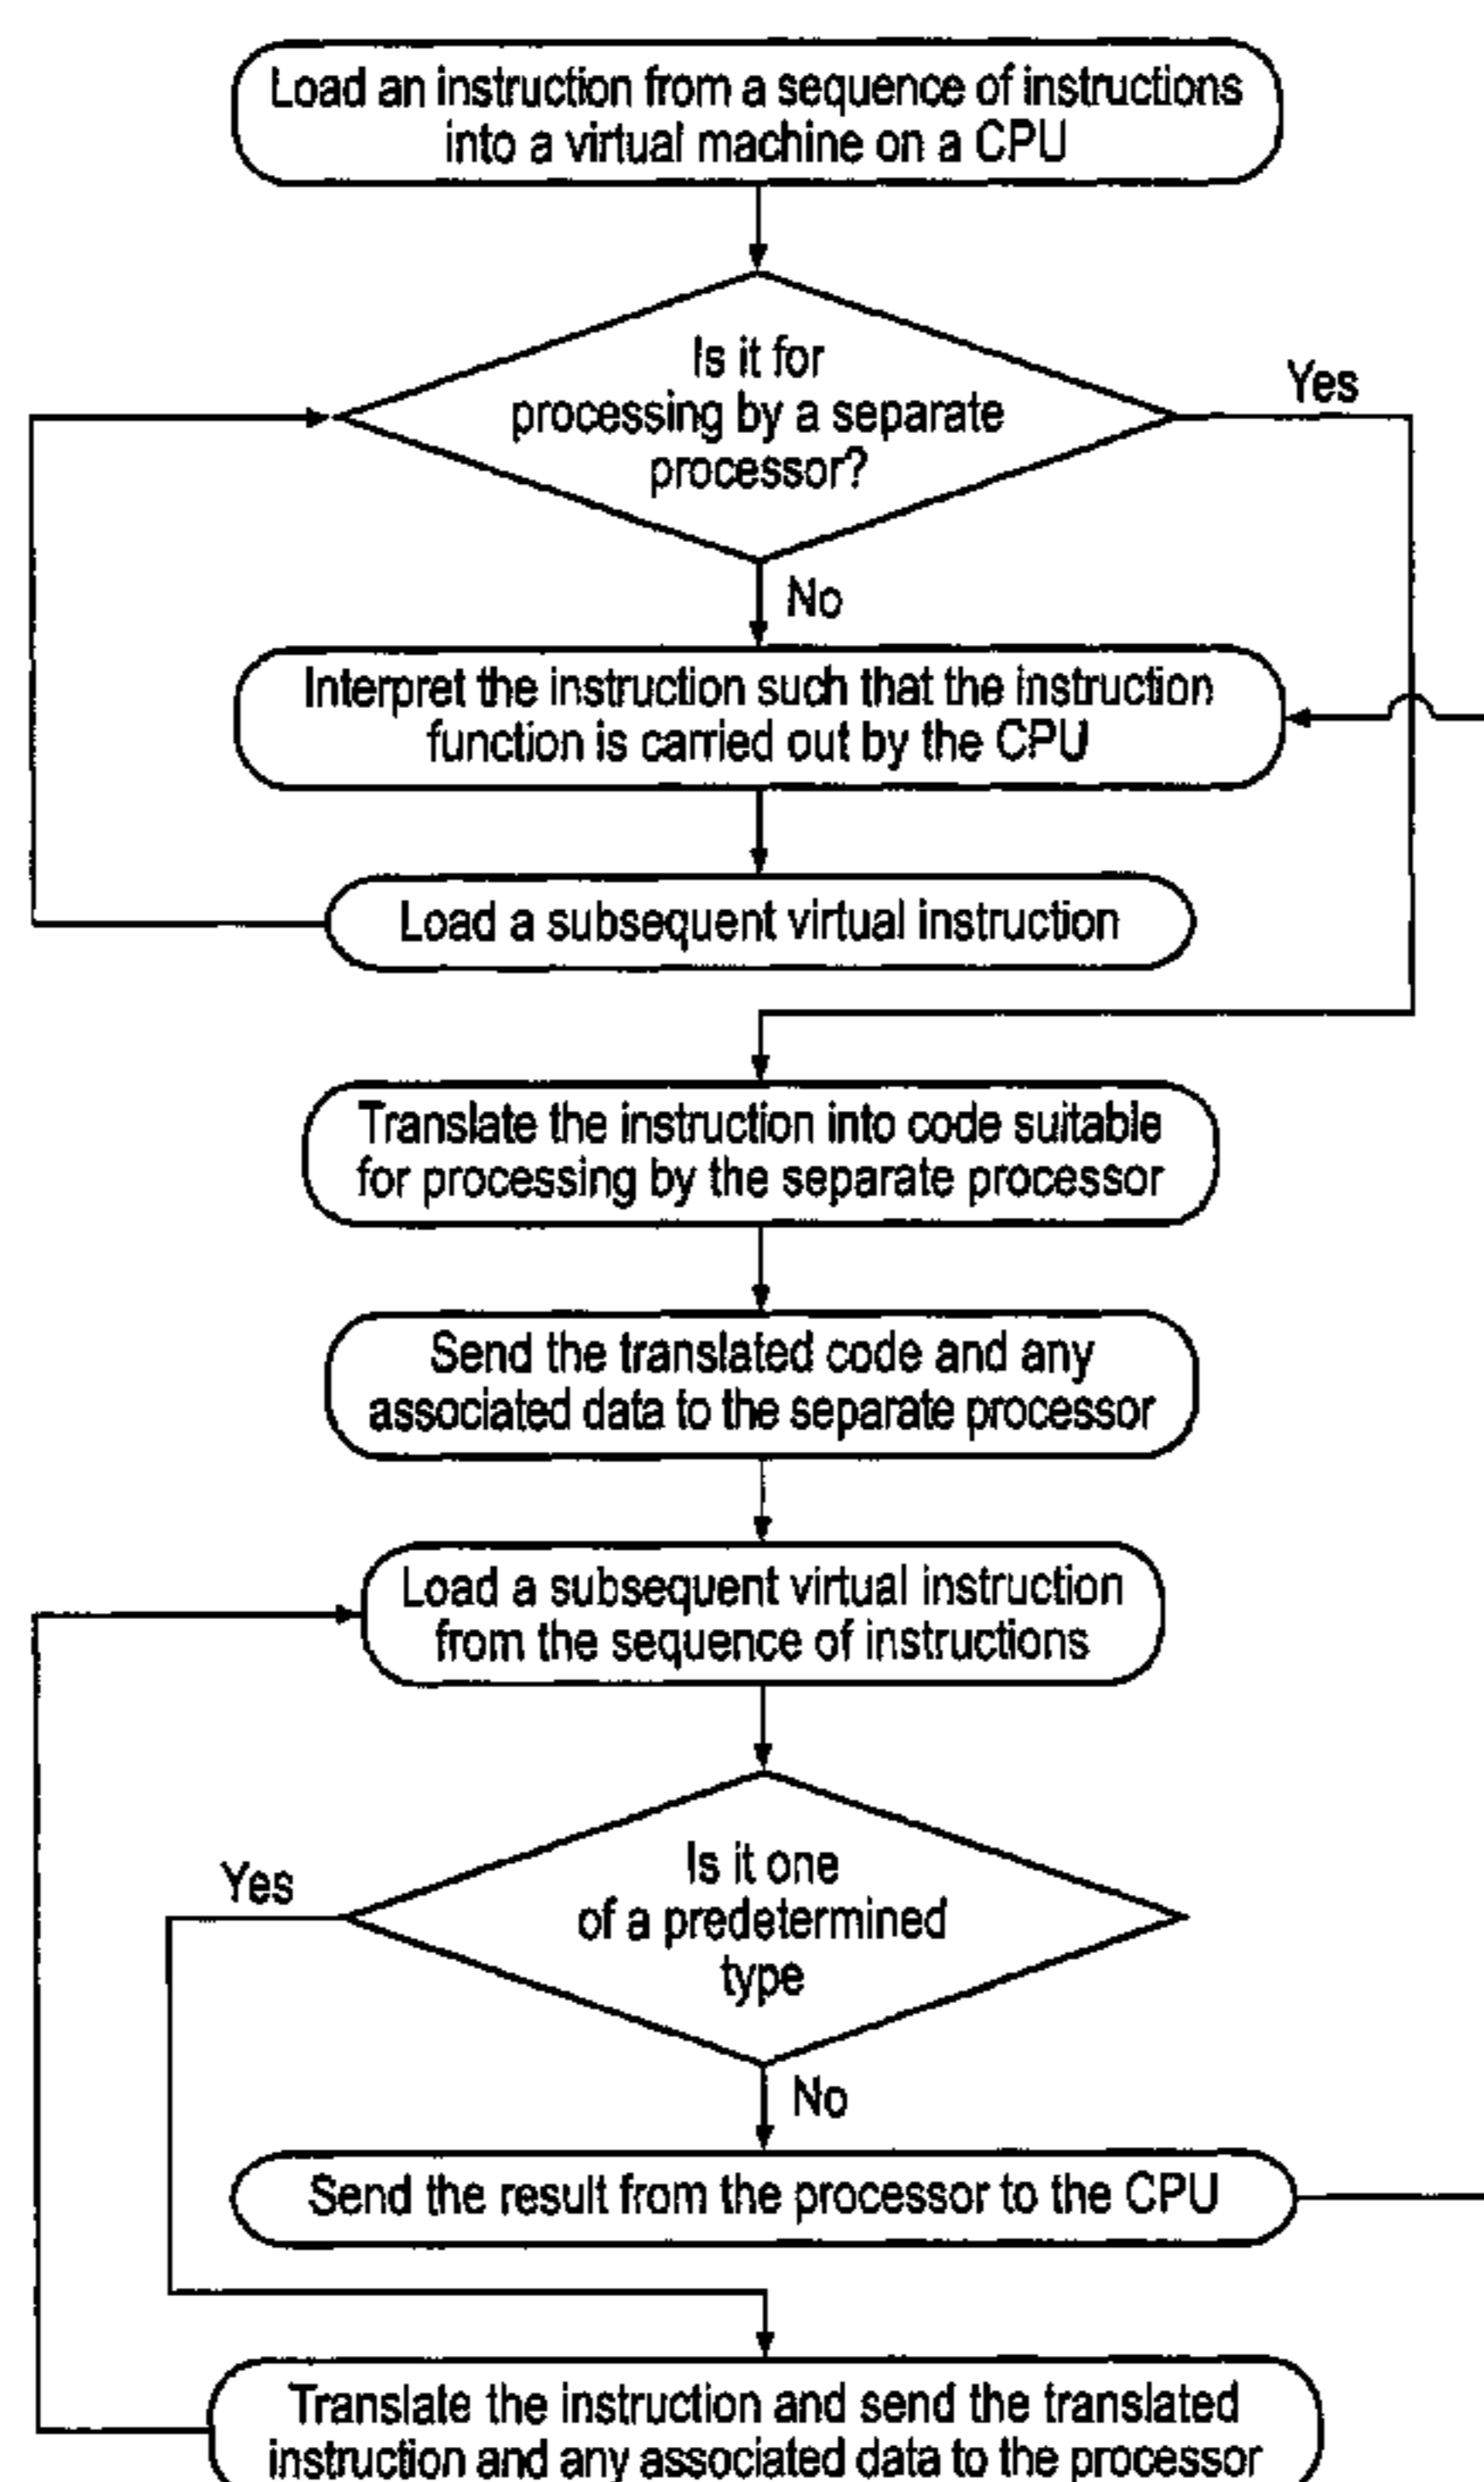 Load an instruction from a sequence of instructions
into a virtual machine on a CPU
Is it for
processing by a separate
processor?
Yes
No
Interpret the instruction such that the instruction
function is carried out by the CPU
Load a subsequent virtual instruction
Translate the instruction into code suitable
for processing by the separate processor
Send the translated code and any
associated data to the separate processor
Load a subsequent virtual instruction
from the sequence of instructions
Is it one
of a predetermined
type
Yes
No
Send the result from the processor to the CPU
Translate the instruction and send the translated
instruction and any associated data to the processor